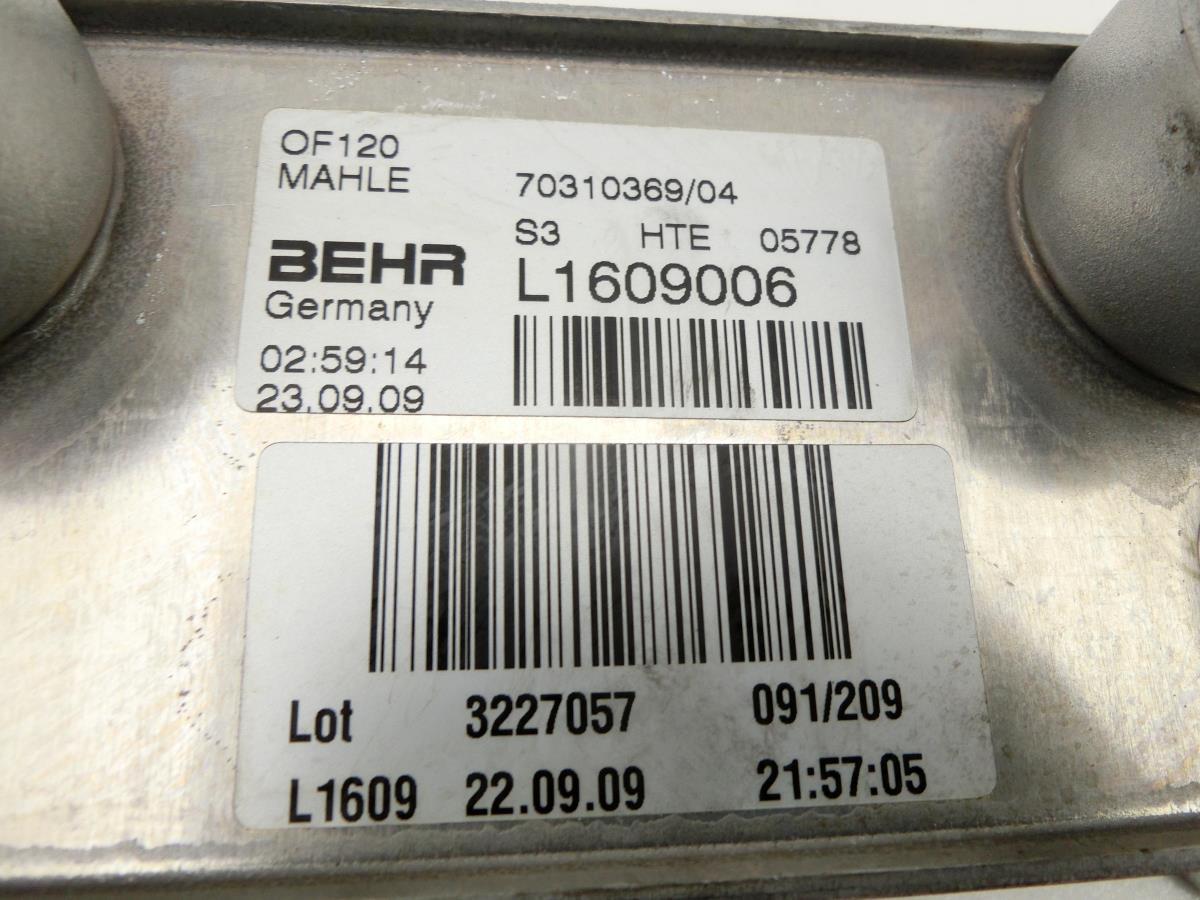 OF120
MAHLE 70310369/04
S3 HTE 05778
BEHR L1609006
Germany
02:59:14
23.09.09
Lot 3227057 091/209
L1609 22.09.09 21:57:05